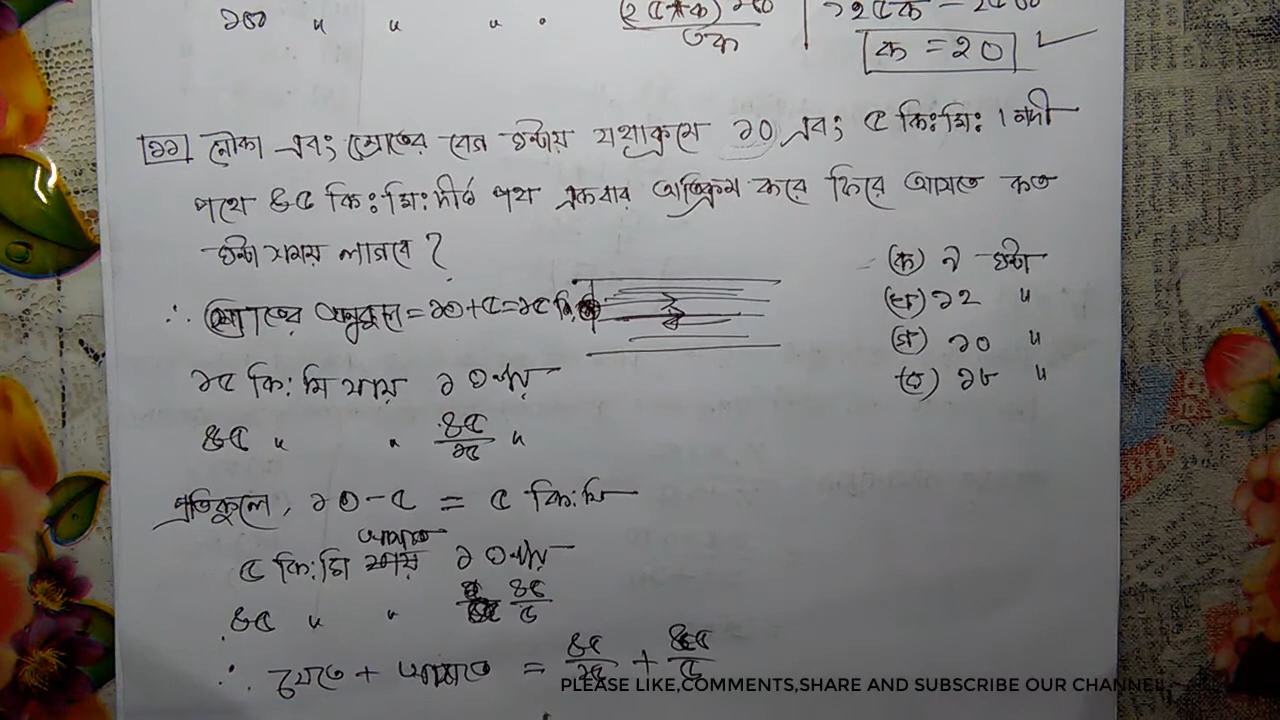 ১৫০ " " " (২৫+ক) ১৫০ / ৩ক
ক = ২০
১১ নৌকা এবং স্রোতের বেগ ঘন্টায় যথাক্রমে ১০ এবং ৫ কি:মি: । নদী
পথে ৪৫ কি:মি: দীর্ঘ পথ একবার অতিক্রম করে ফিরে আসতে কত
ঘন্টা সময় লাগবে ?
(ক) ৯ ঘন্টা
(খ) ১২ "
(গ) ১০ "
(ঘ) ১৮ "
∴ স্রোতের অনুকূলে = ১০+৫=১৫ কি.
১৫ কি:মি যায় ১ ঘন্টায়
৪৫ " " ৪৫/১৫ "
প্রতিকূলে, ১০-৫ = ৫ কি:মি
আসতে
৫ কি:মি যায় ১ ঘন্টায়
৪৫ " " ৪৫/৫
∴ যেতে + আসতে = ৪৫/১৫ + ৪৫/৫
PLEASE LIKE,COMMENTS,SHARE AND SUBSCRIBE OUR CHANNEL.